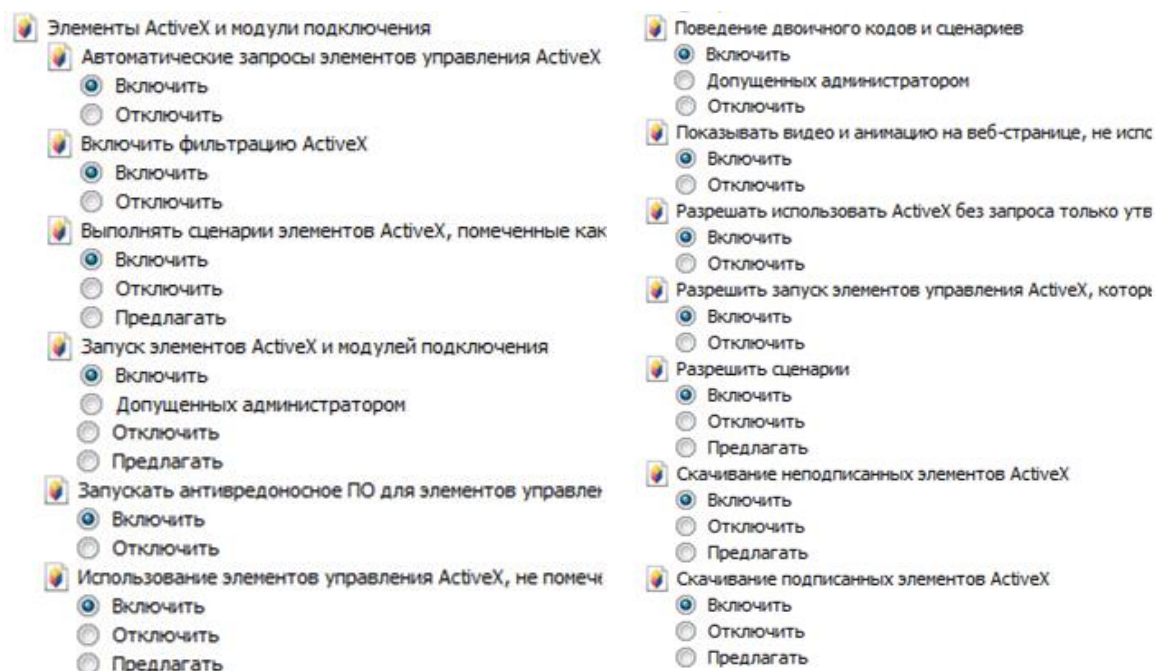 Элементы ActiveX и модули подключения
Автоматические запросы элементов управления ActiveX
Включить
Отключить
Включить фильтрацию ActiveX
Включить
Отключить
Выполнять сценарии элементов ActiveX, помеченные как
Включить
Отключить
Предлагать
Запуск элементов ActiveX и модулей подключения
Включить
Допущенных администратором
Отключить
Предлагать
Запускать антивредоносное ПО для элементов управлен
Включить
Отключить
Использование элементов управления ActiveX, не помече
Включить
Отключить
Предлагать
Поведение двоичного кодов и сценариев
Включить
Допущенных администратором
Отключить
Показывать видео и анимацию на веб-странице, не испо
Включить
Отключить
Разрешать использовать ActiveX без запроса только утв
Включить
Отключить
Разрешить запуск элементов управления ActiveX, которы
Включить
Отключить
Разрешить сценарии
Включить
Отключить
Предлагать
Скачивание неподписанных элементов ActiveX
Включить
Отключить
Предлагать
Скачивание подписанных элементов ActiveX
Включить
Отключить
Предлагать